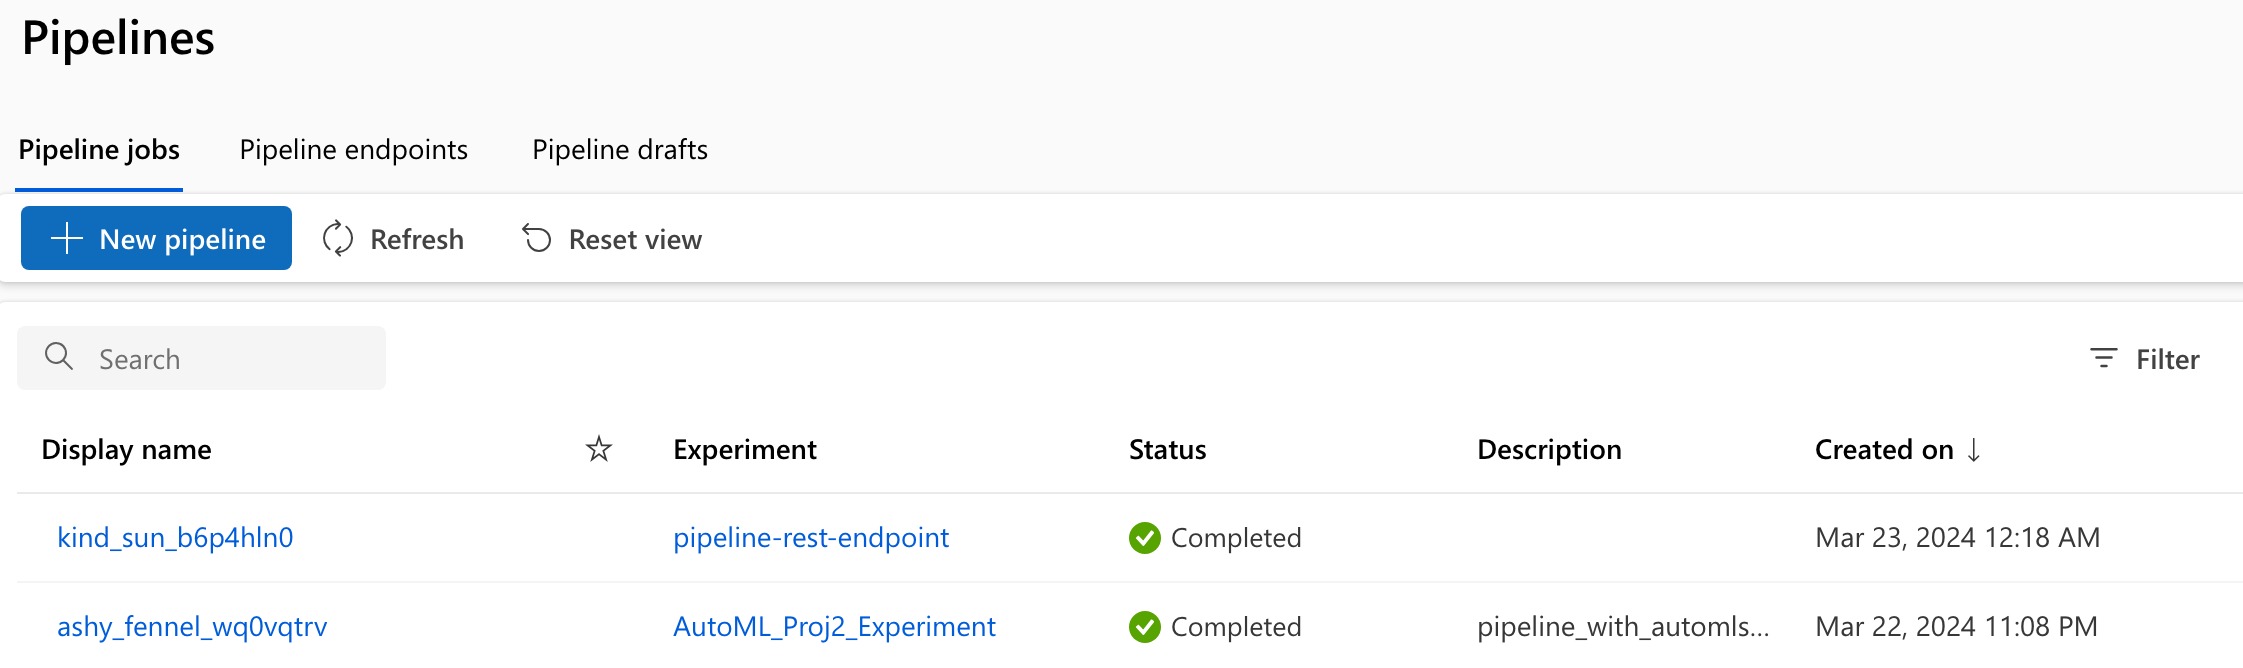 Pipelines
Pipeline jobs Pipeline endpoints Pipeline drafts
New pipeline Refresh Reset view
Search Filter
Display name Experiment Status Description Created on ↓
kind_sun_b6p4hln0 pipeline-rest-endpoint Completed Mar 23, 2024 12:18 AM
ashy_fennel_wq0vqtrv AutoML_Proj2_Experiment Completed pipeline_with_automls... Mar 22, 2024 11:08 PM